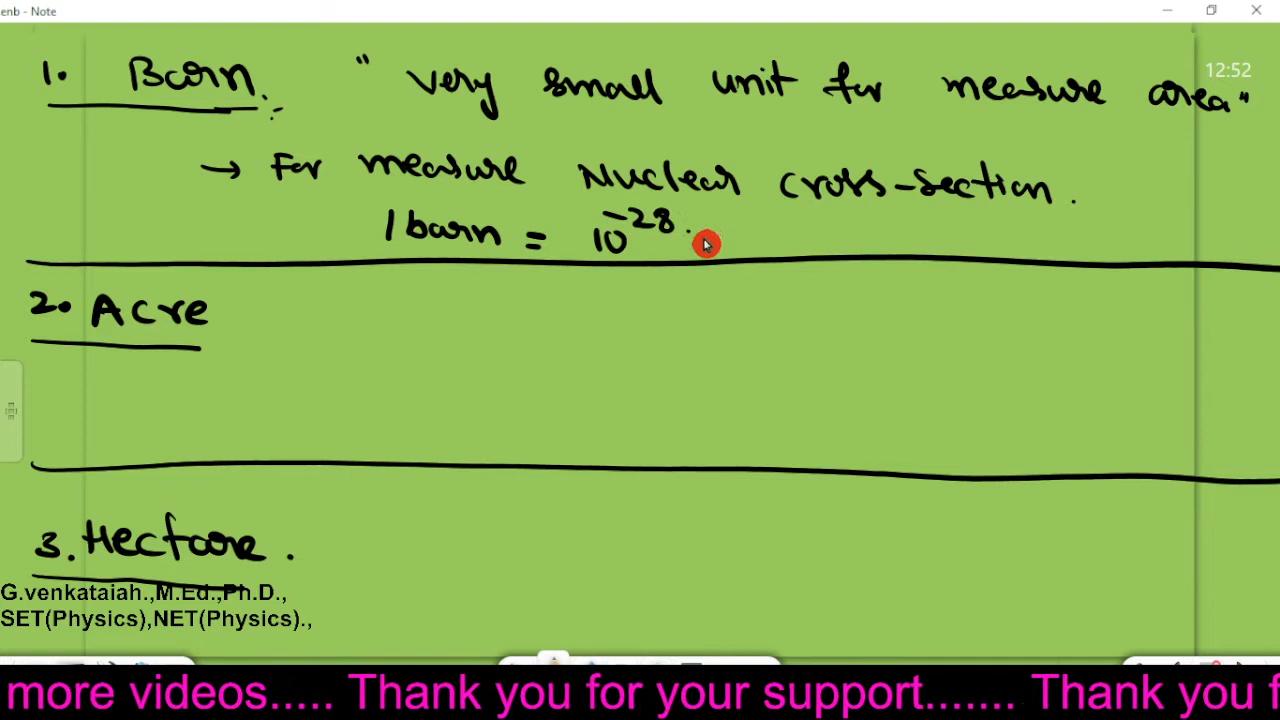 enb - Note
12:52
1. Barn :- " very small unit for measure area"
→ For measure Nuclear cross-section.
1 barn = 10⁻²⁸.
2. Acre
3. Hectare.
G.venkataiah.,M.Ed.,Ph.D.,
SET(Physics),NET(Physics).,
more videos..... Thank you for your support....... Thank you f